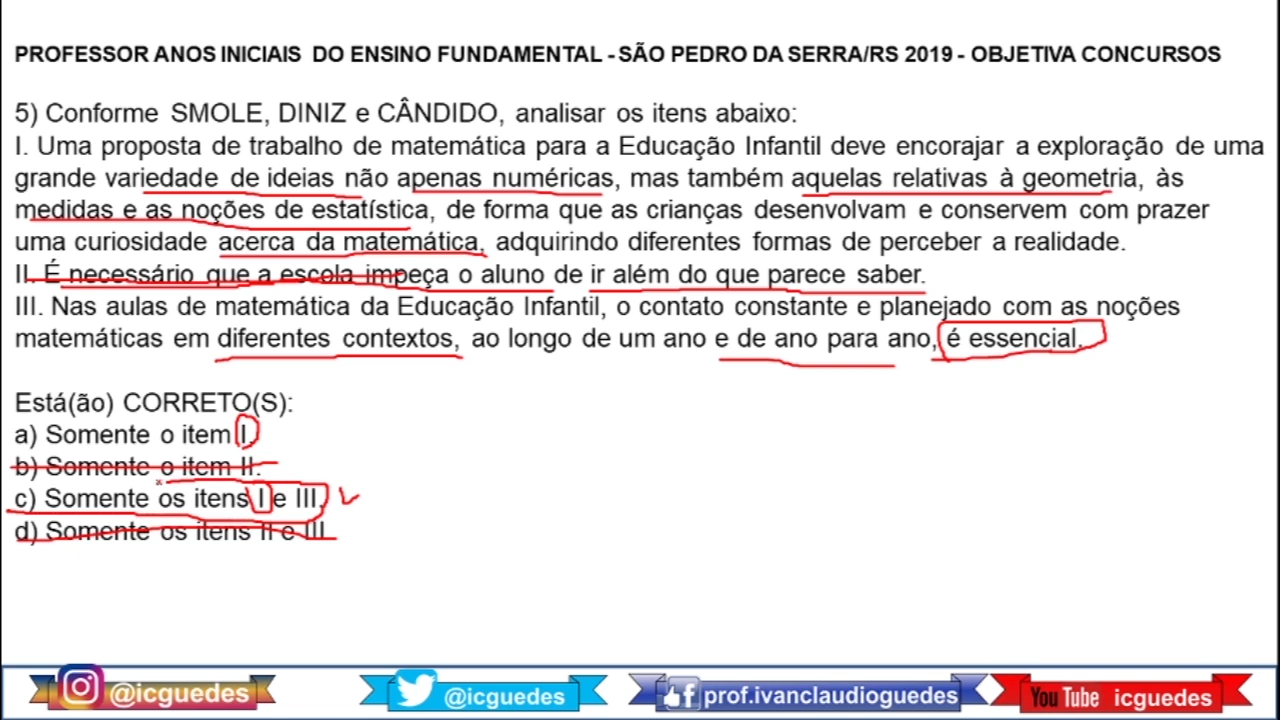 PROFESSOR ANOS INICIAIS DO ENSINO FUNDAMENTAL - SÃO PEDRO DA SERRA/RS 2019 - OBJETIVA CONCURSOS
5) Conforme SMOLE, DINIZ e CÂNDIDO, analisar os itens abaixo:
I. Uma proposta de trabalho de matemática para a Educação Infantil deve encorajar a exploração de uma
grande variedade de ideias não apenas numéricas, mas também aquelas relativas à geometria, às
medidas e as noções de estatística, de forma que as crianças desenvolvam e conservem com prazer
uma curiosidade acerca da matemática, adquirindo diferentes formas de perceber a realidade.
II. É necessário que a escola impeça o aluno de ir além do que parece saber.
III. Nas aulas de matemática da Educação Infantil, o contato constante e planejado com as noções
matemáticas em diferentes contextos, ao longo de um ano e de ano para ano, é essencial.
Está(ão) CORRETO(S):
a) Somente o item I.
b) Somente o item II.
c) Somente os itens I e III.
d) Somente os itens II e III.
@icguedes @icguedes prof.ivanclaudioguedes You Tube icguedes